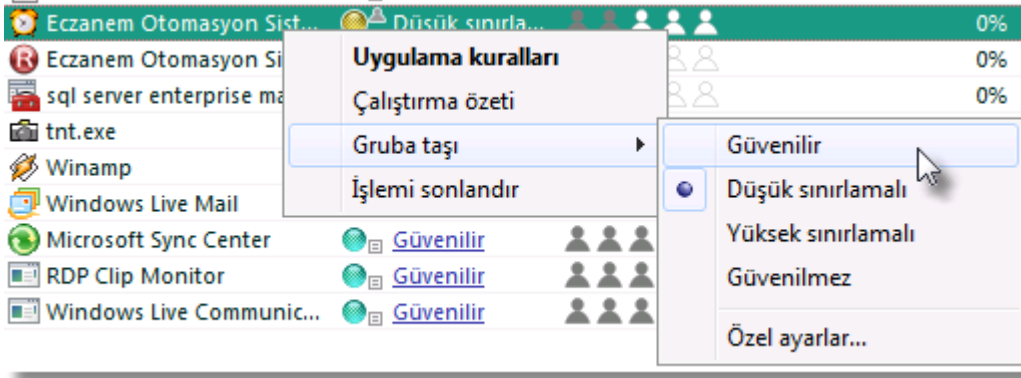 Eczanem Otomasyon Sist... Düşük sınırla... 0%
Eczanem Otomasyon Si 0%
sql server enterprise ma 0%
tnt.exe
Winamp
Windows Live Mail
Microsoft Sync Center Güvenilir
RDP Clip Monitor Güvenilir
Windows Live Communic... Güvenilir
Uygulama kuralları
Çalıştırma özeti
Gruba taşı
İşlemi sonlandır
Güvenilir
Düşük sınırlamalı
Yüksek sınırlamalı
Güvenilmez
Özel ayarlar...